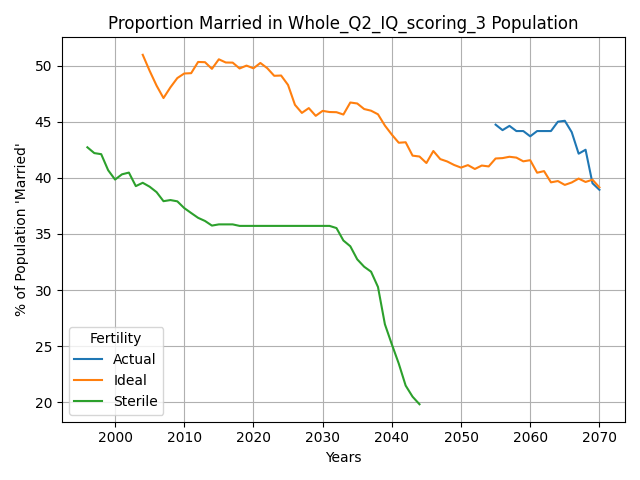 Proportion Married in Whole_Q2_IQ_scoring_3 Population
% of Population 'Married'
50
45
40
35
30
25
20
Fertility
Actual
Ideal
Sterile
2000 2010 2020 2030 2040 2050 2060 2070
Years